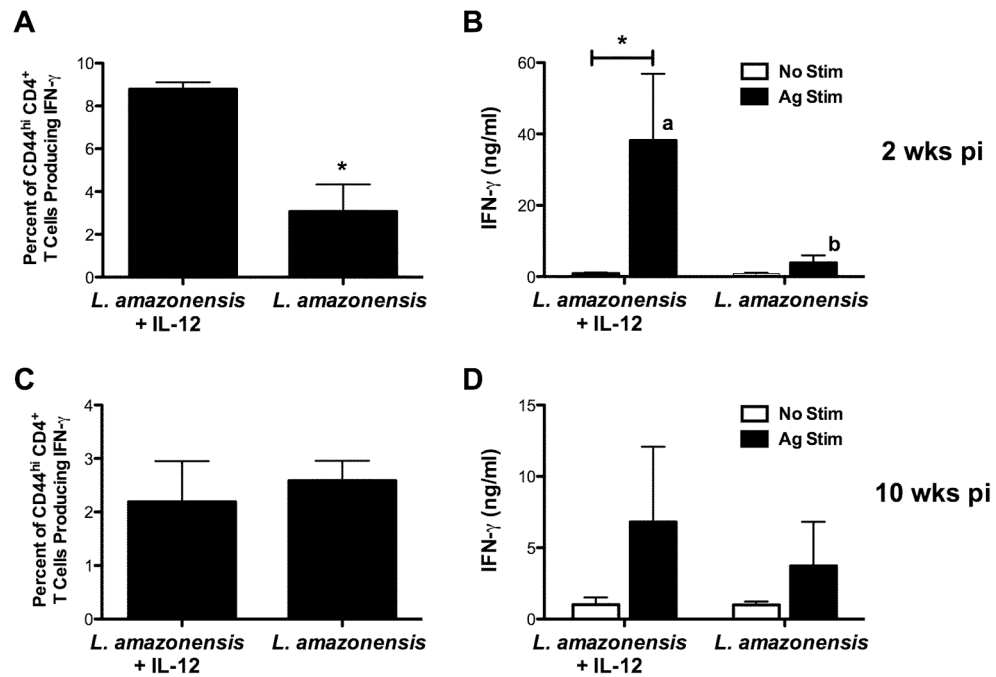 A
Percent of CD44hi CD4+
T Cells Producing IFN-γ
10
8
6
4
2
0
*
L. amazonensis
+ IL-12
L. amazonensis
B
IFN-γ (ng/ml)
60
40
20
0
*
a
b
No Stim
Ag Stim
L. amazonensis
+ IL-12
L. amazonensis
2 wks pi
C
Percent of CD44hi CD4+
T Cells Producing IFN-γ
4
3
2
1
0
L. amazonensis
+ IL-12
L. amazonensis
D
IFN-γ (ng/ml)
15
10
5
0
No Stim
Ag Stim
L. amazonensis
+ IL-12
L. amazonensis
10 wks pi